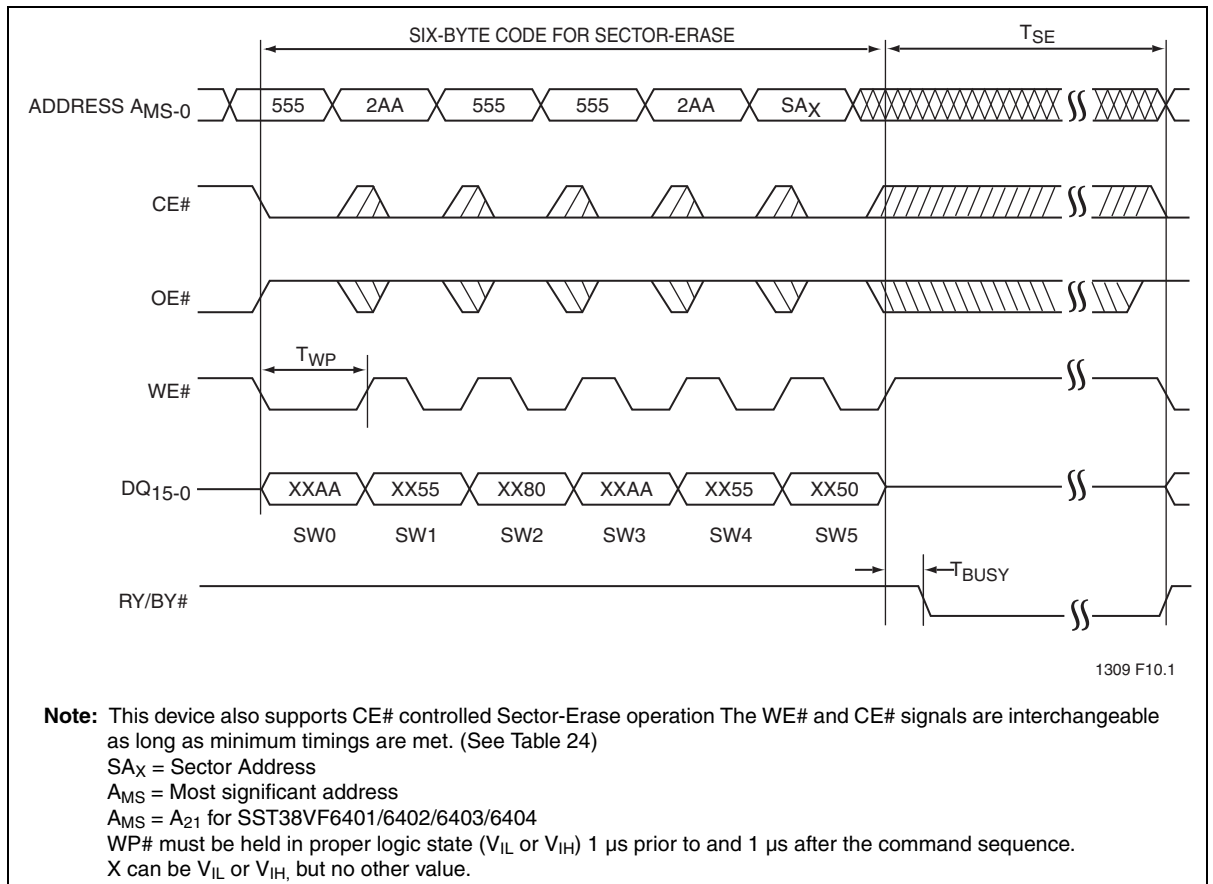 SIX-BYTE CODE FOR SECTOR-ERASE
TSE
ADDRESS AMS-0
555 2AA 555 555 2AA SAX
CE#
OE#
TWP
WE#
DQ15-0
XXAA XX55 XX80 XXAA XX55 XX50
SW0 SW1 SW2 SW3 SW4 SW5
TBUSY
RY/BY#
1309 F10.1
Note: This device also supports CE# controlled Sector-Erase operation The WE# and CE# signals are interchangeable
as long as minimum timings are met. (See Table 24)
SAX = Sector Address
AMS = Most significant address
AMS = A21 for SST38VF6401/6402/6403/6404
WP# must be held in proper logic state (VIL or VIH) 1 µs prior to and 1 µs after the command sequence.
X can be VIL or VIH, but no other value.